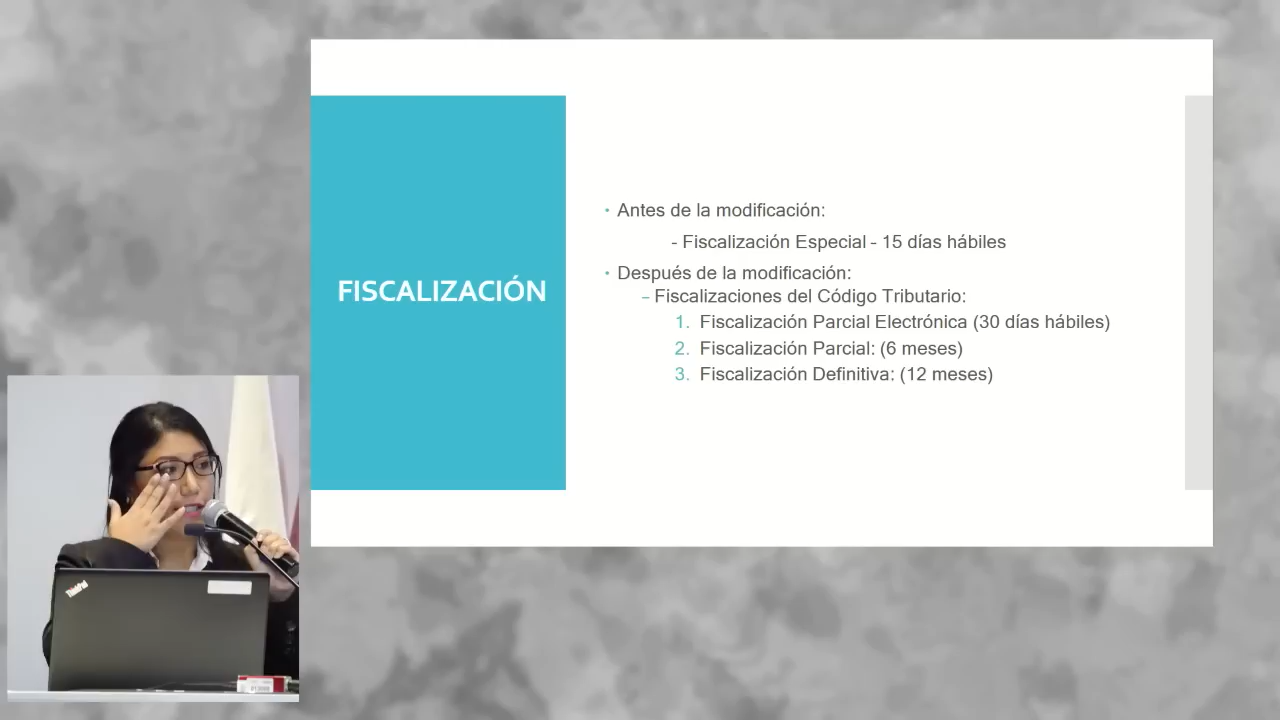 FISCALIZACIÓN
• Antes de la modificación:
- Fiscalización Especial - 15 días hábiles
• Después de la modificación:
– Fiscalizaciones del Código Tributario:
1. Fiscalización Parcial Electrónica (30 días hábiles)
2. Fiscalización Parcial: (6 meses)
3. Fiscalización Definitiva: (12 meses)
ThinkPad